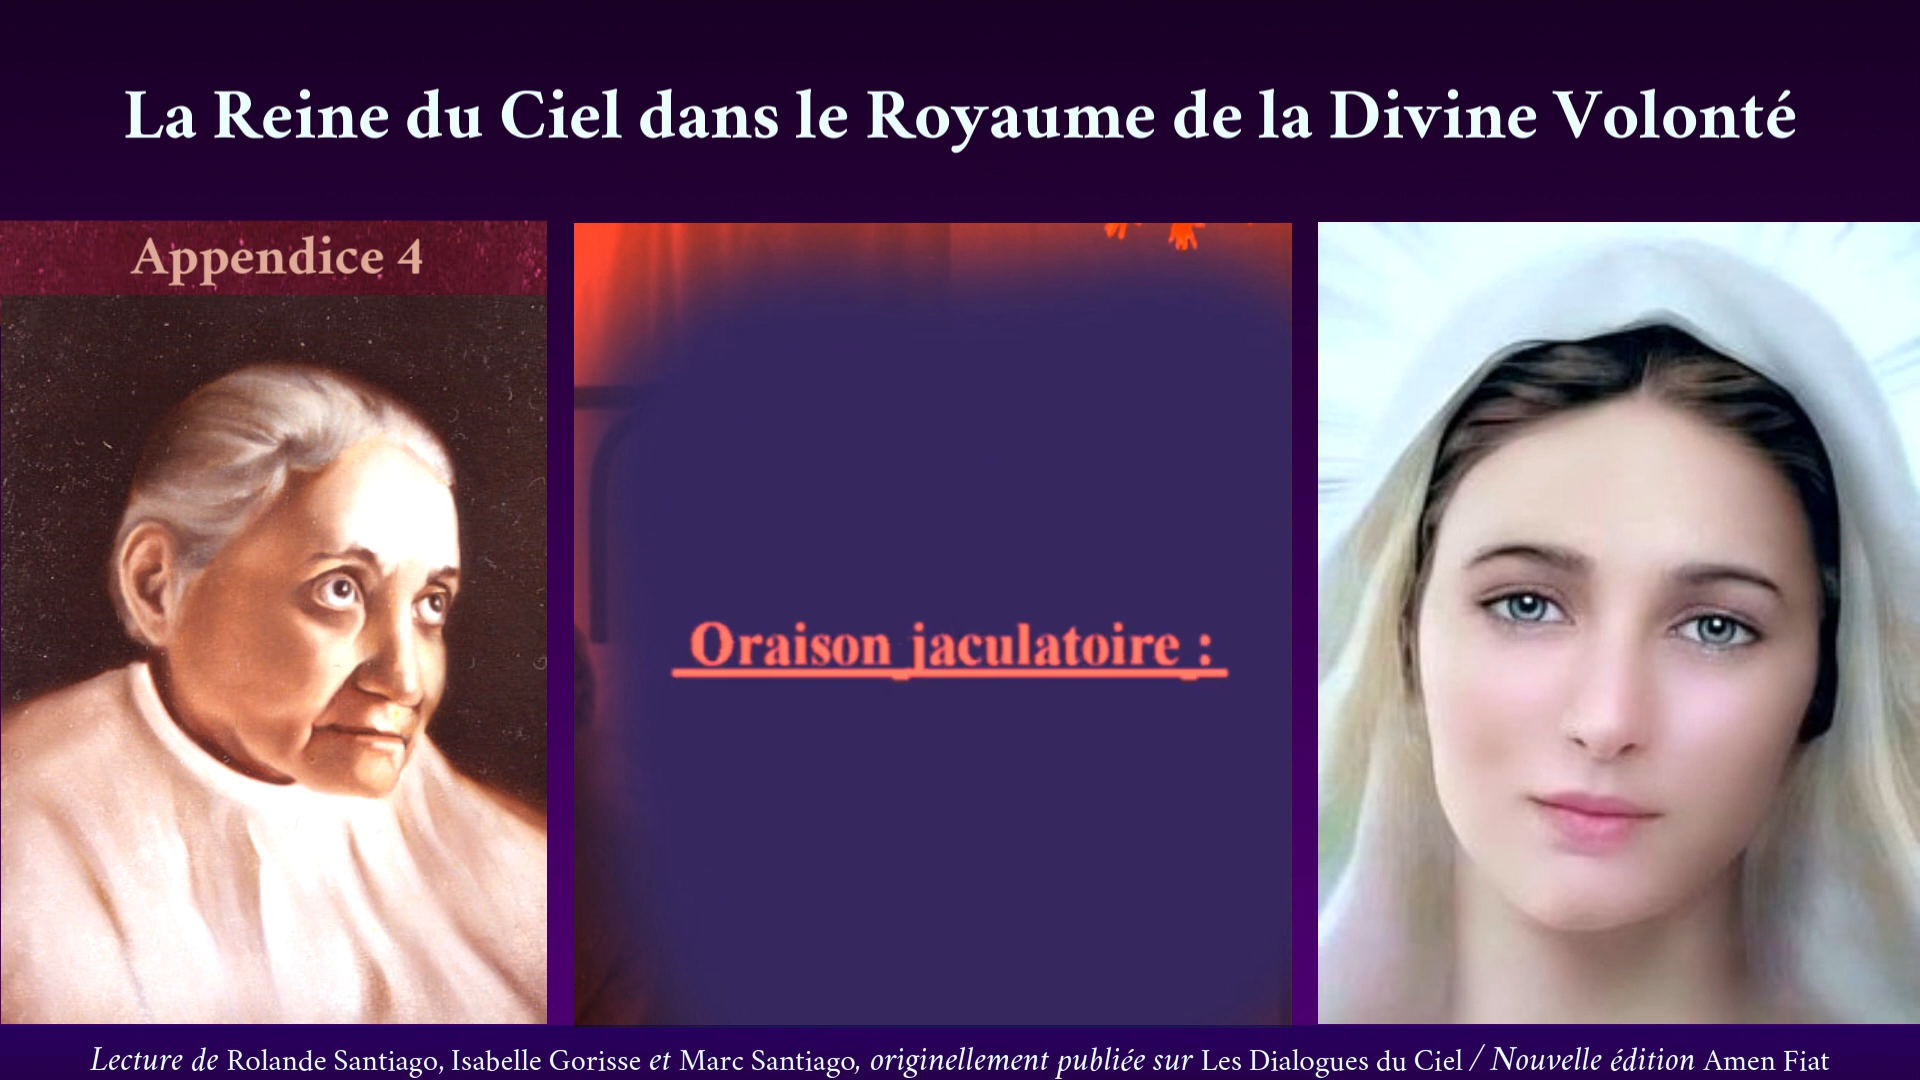 La Reine du Ciel dans le Royaume de la Divine Volonté
Appendice 4
Oraison jaculatoire :
Lecture de Rolande Santiago, Isabelle Gorisse et Marc Santiago, originellement publiée sur Les Dialogues du Ciel / Nouvelle édition Amen Fiat